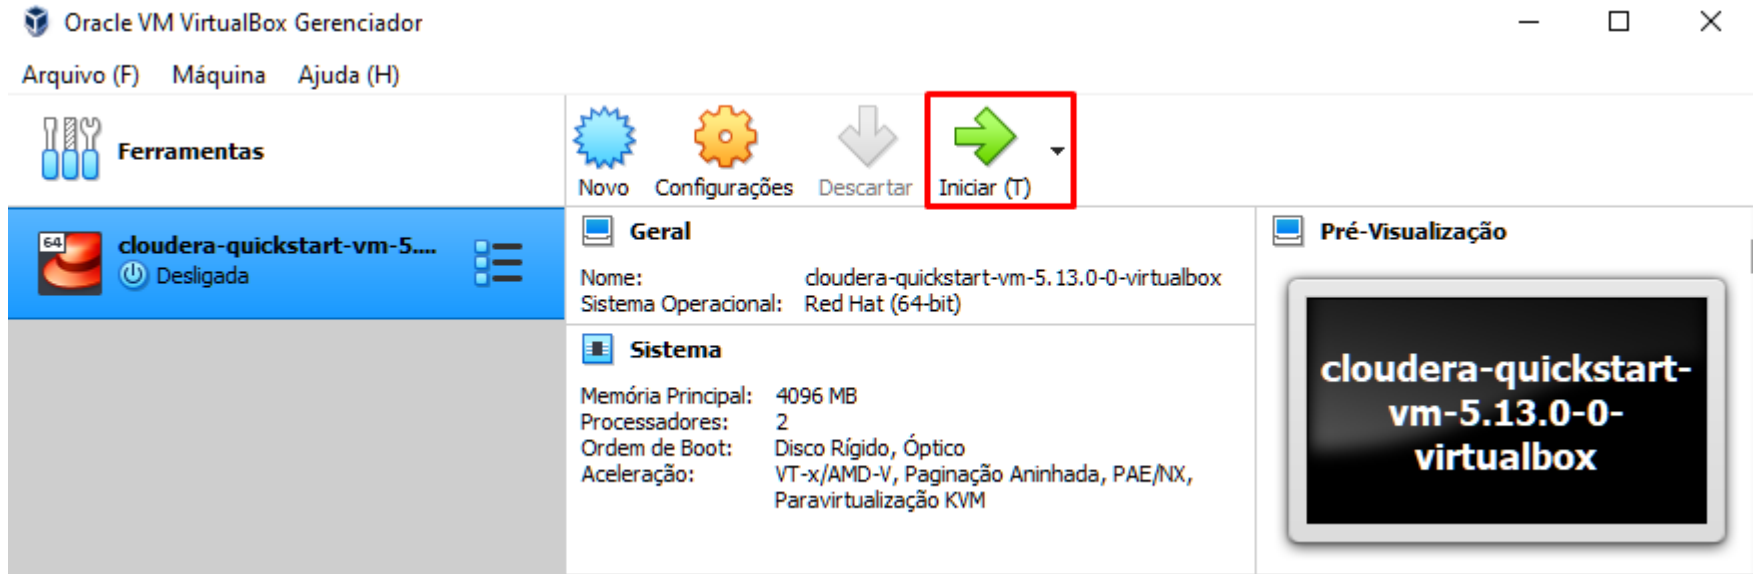 Oracle VM VirtualBox Gerenciador
Arquivo (F) Máquina Ajuda (H)
Ferramentas
Novo Configurações Descartar Iniciar (T)
64
cloudera-quickstart-vm-5....
Desligada
Geral
Nome: cloudera-quickstart-vm-5.13.0-0-virtualbox
Sistema Operacional: Red Hat (64-bit)
Sistema
Memória Principal: 4096 MB
Processadores: 2
Ordem de Boot: Disco Rígido, Óptico
Aceleração: VT-x/AMD-V, Paginação Aninhada, PAE/NX,
Paravirtualização KVM
Pré-Visualização
cloudera-quickstart-
vm-5.13.0-0-
virtualbox